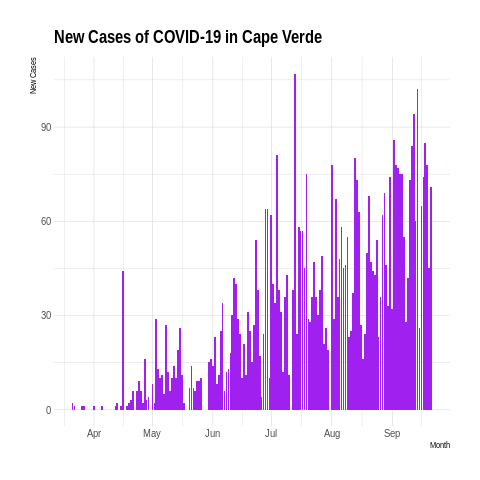 New Cases of COVID-19 in Cape Verde
New Cases
90
60
30
0
Apr May Jun Jul Aug Sep
Month